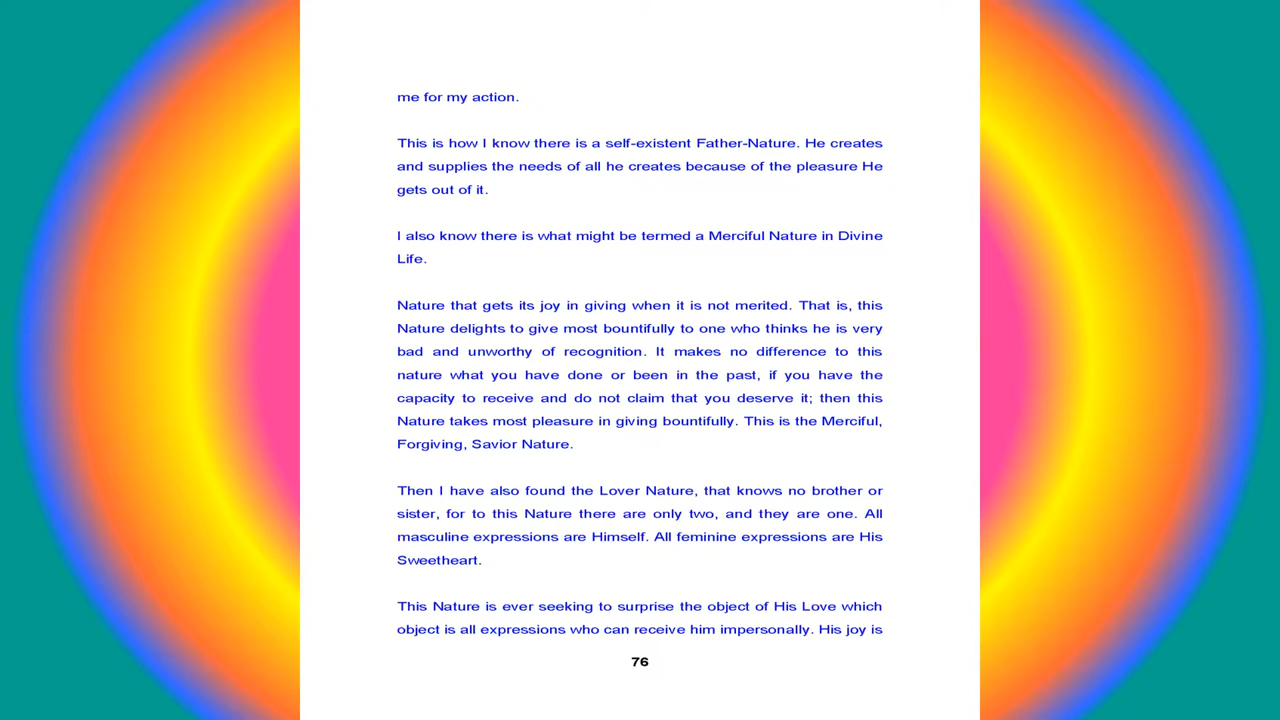 me for my action.
This is how I know there is a self-existent Father-Nature. He creates
and supplies the needs of all he creates because of the pleasure He
gets out of it.
I also know there is what might be termed a Merciful Nature in Divine
Life.
Nature that gets its joy in giving when it is not merited. That is, this
Nature delights to give most bountifully to one who thinks he is very
bad and unworthy of recognition. It makes no difference to this
nature what you have done or been in the past, if you have the
capacity to receive and do not claim that you deserve it; then this
Nature takes most pleasure in giving bountifully. This is the Merciful,
Forgiving, Savior Nature.
Then I have also found the Lover Nature, that knows no brother or
sister, for to this Nature there are only two, and they are one. All
masculine expressions are Himself. All feminine expressions are His
Sweetheart.
This Nature is ever seeking to surprise the object of His Love which
object is all expressions who can receive him impersonally. His joy is
76